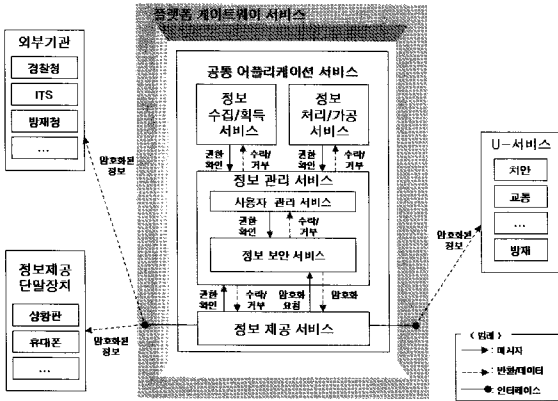 플랫폼 게이트웨이 서비스
외부기관
경찰청
ITS
방재청
...
암호화된
정보
정보제공
단말장치
상황판
휴대폰
...
암호화된
정보
공통 어플리케이션 서비스
정보
수집/획득
서비스
정보
처리/가공
서비스
권한
확인
수락/
거부
권한
확인
수락/
거부
정보 관리 서비스
사용자 관리 서비스
권한
확인
수락/
거부
정보 보안 서비스
권한
확인
수락/
거부
암호화
요청
암호화
정보 제공 서비스
암호화된
정보
U-서비스
치안
교통
...
방재
< 범례 >
: 메시지
: 반환/데이터
: 인터페이스